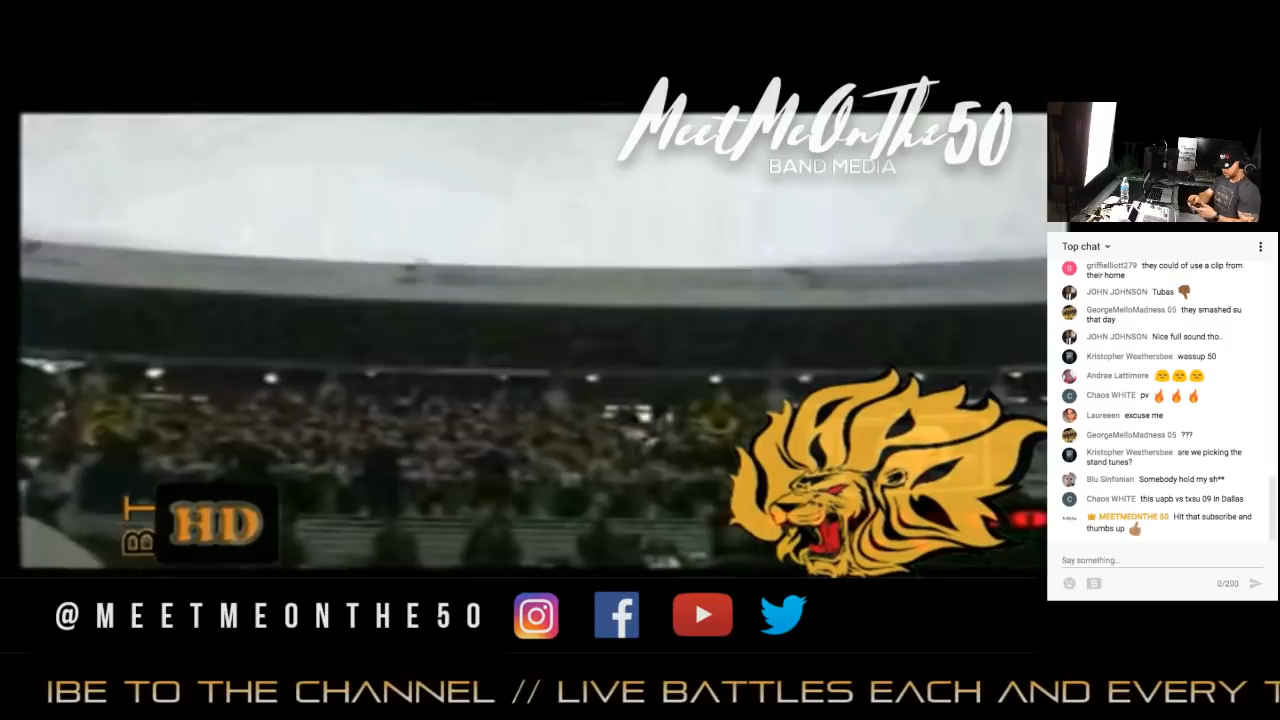 MeetMeOnThe50
BAND MEDIA
Top chat
griffielliott279 they could of use a clip from
their home
JOHN JOHNSON Tubas 👎🏾
GeorgeMelloMadness 05 they smashed su
that day
JOHN JOHNSON Nice full sound tho..
Kristopher Weathersbee wassup 50
Andrae Lattimore 😑 😑 😑
C Chaos WHITE pv 🔥 🔥 🔥
Laureeen excuse me
GeorgeMelloMadness 05 ???
Kristopher Weathersbee are we picking the
stand tunes?
Blu Sinfonian Somebody hold my sh**
C Chaos WHITE this uapb vs txsu 09 in Dallas
MEETMEONTHE 50 Hit that subscribe and
thumbs up 👍🏽
Say something...
0/200
BT
HD
UAPB
@MEETMEONTHE50
IBE TO THE CHANNEL // LIVE BATTLES EACH AND EVERY T